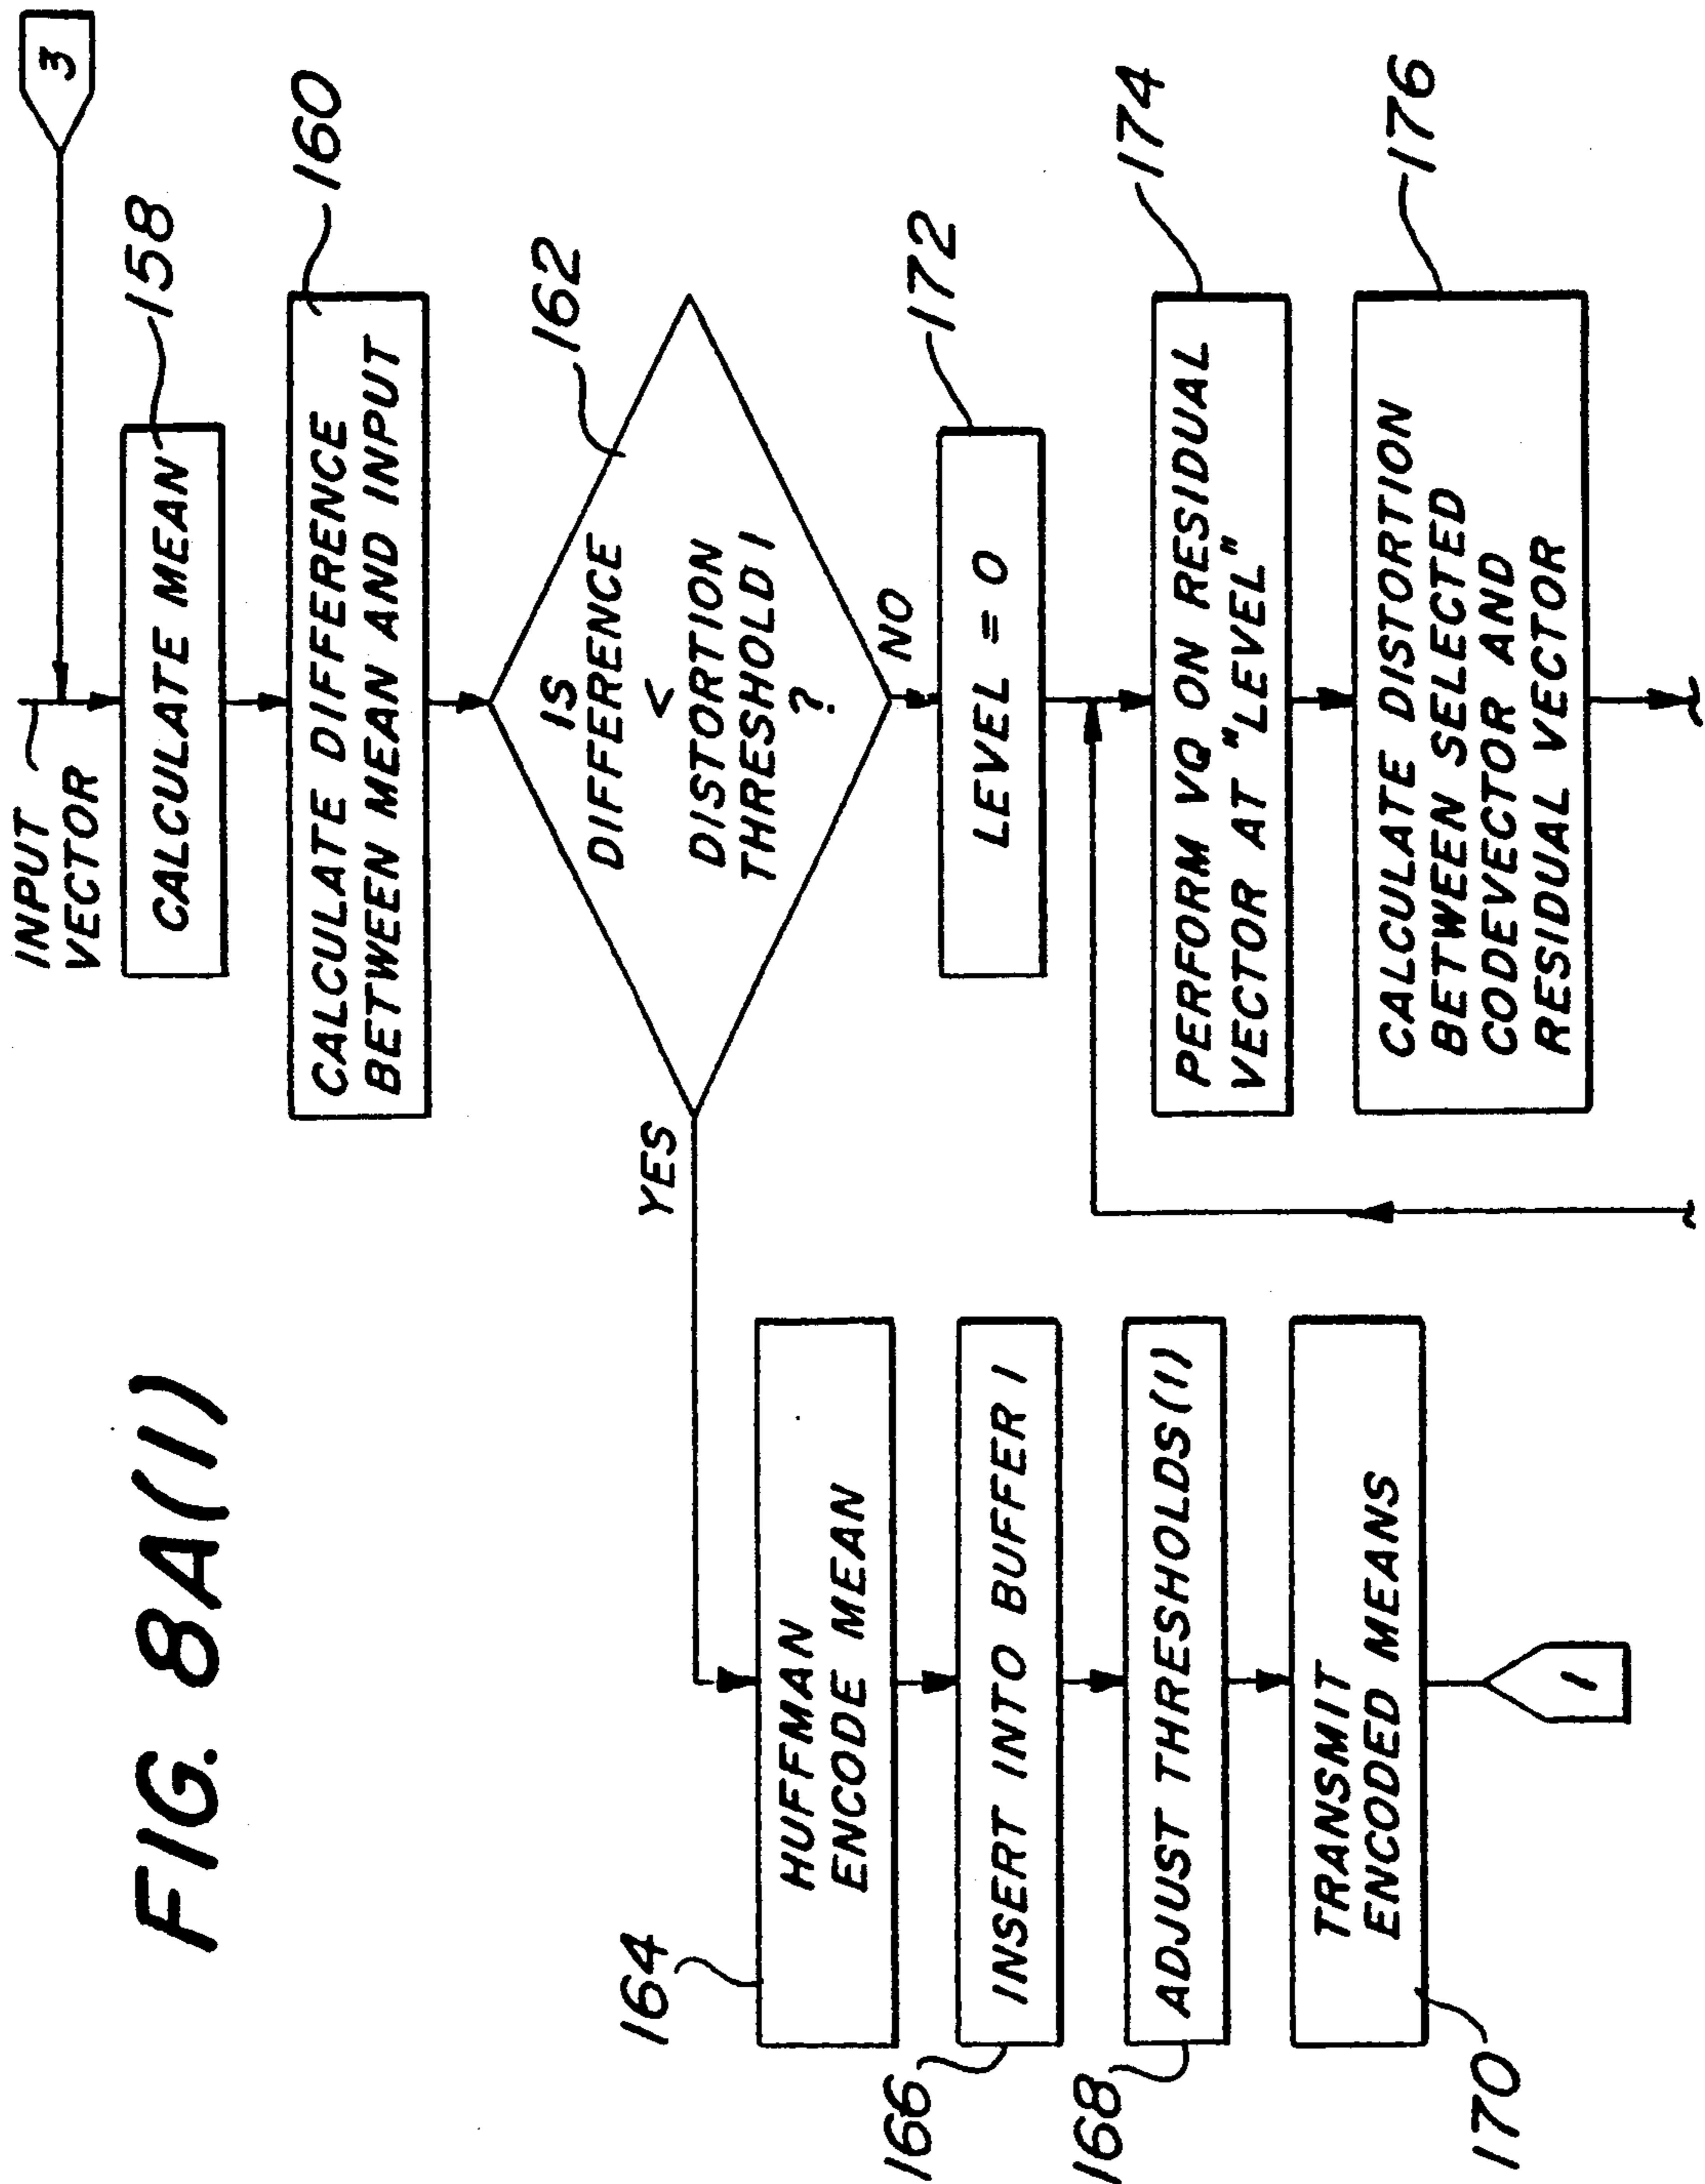 FIG. 8A(1)
3
INPUT
VECTOR
158
CALCULATE MEAN
160
CALCULATE DIFFERENCE
BETWEEN MEAN AND INPUT
162
IS
DIFFERENCE
<
DISTORTION
THRESHOLD 1
?
YES
NO
164
HUFFMAN
ENCODE MEAN
166
INSERT INTO BUFFER 1
168
ADJUST THRESHOLDS(1)
170
TRANSMIT
ENCODED MEANS
1
172
LEVEL = 0
174
PERFORM VQ ON RESIDUAL
VECTOR AT "LEVEL"
176
CALCULATE DISTORTION
BETWEEN SELECTED
CODEVECTOR AND
RESIDUAL VECTOR